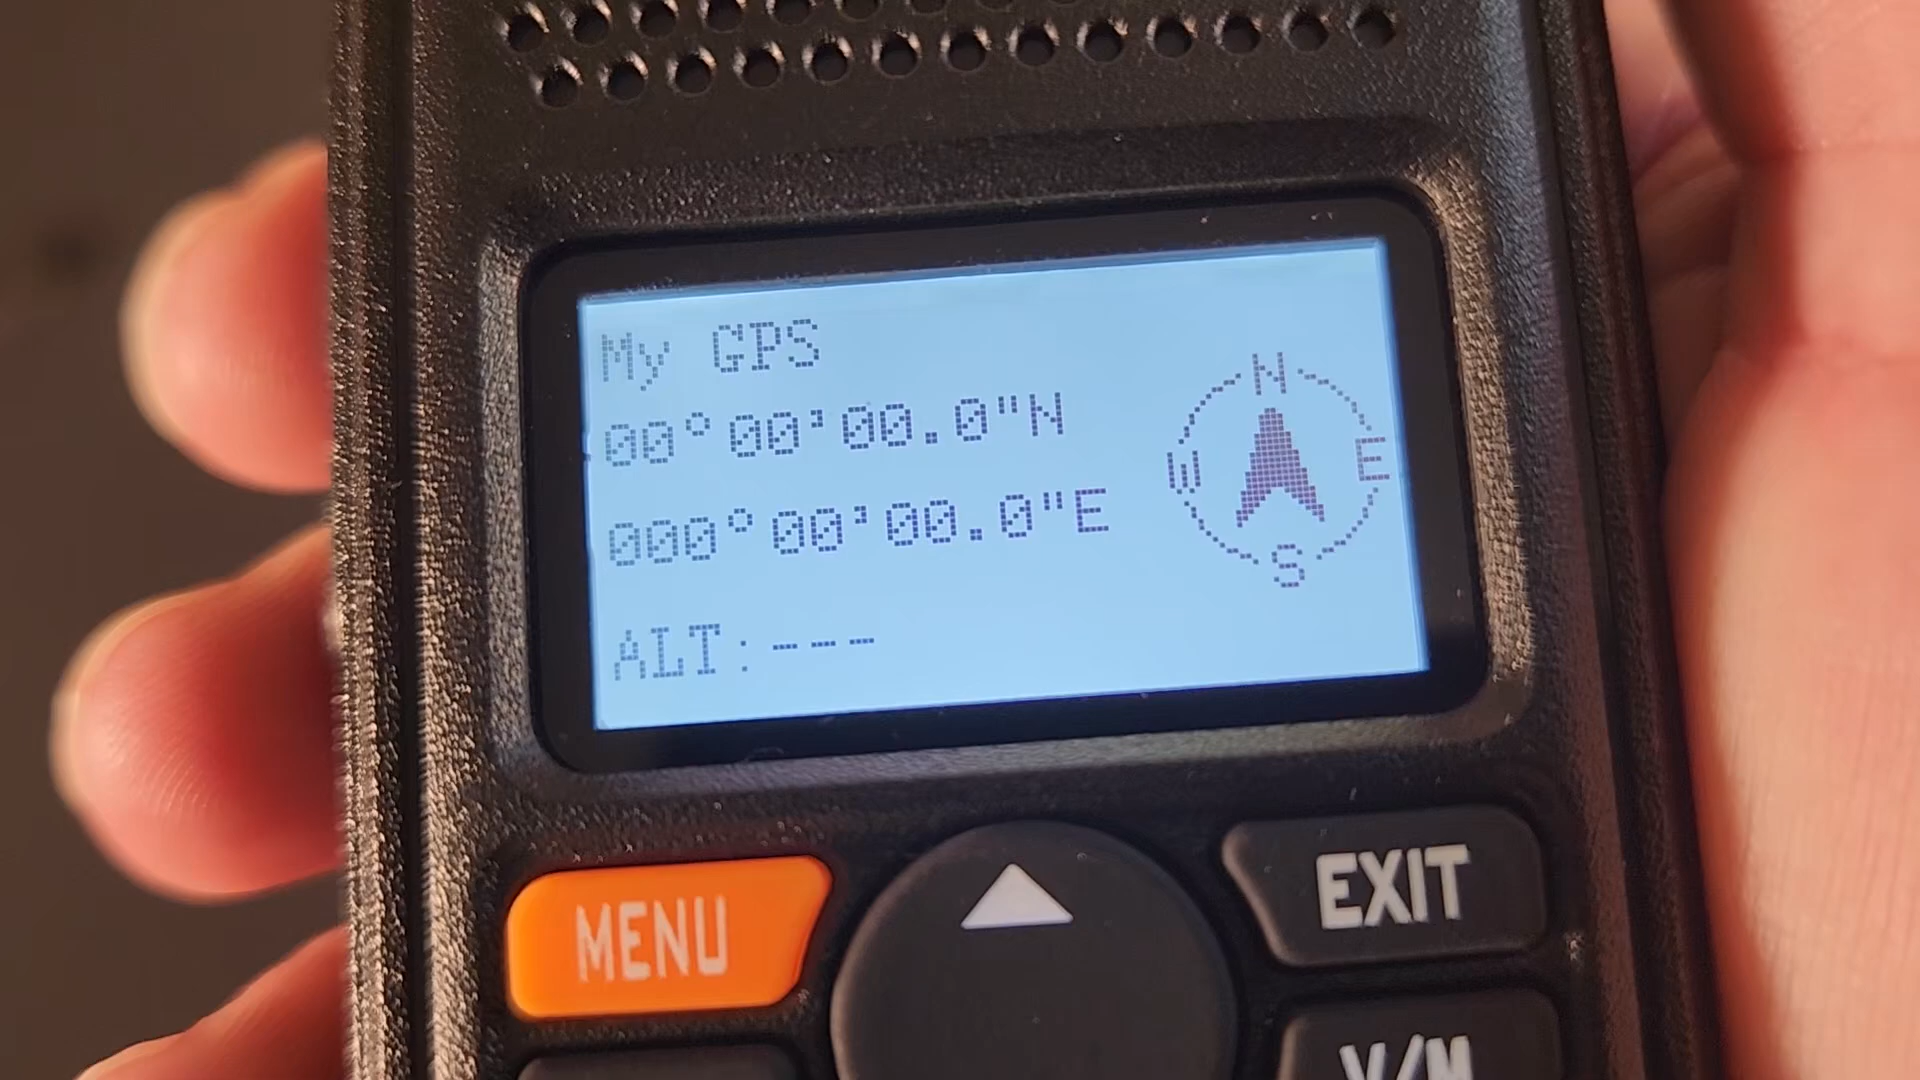 My GPS
00°00'00.0"N
000°00'00.0"E
ALT:---
N
W E
S
MENU
EXIT
V/M